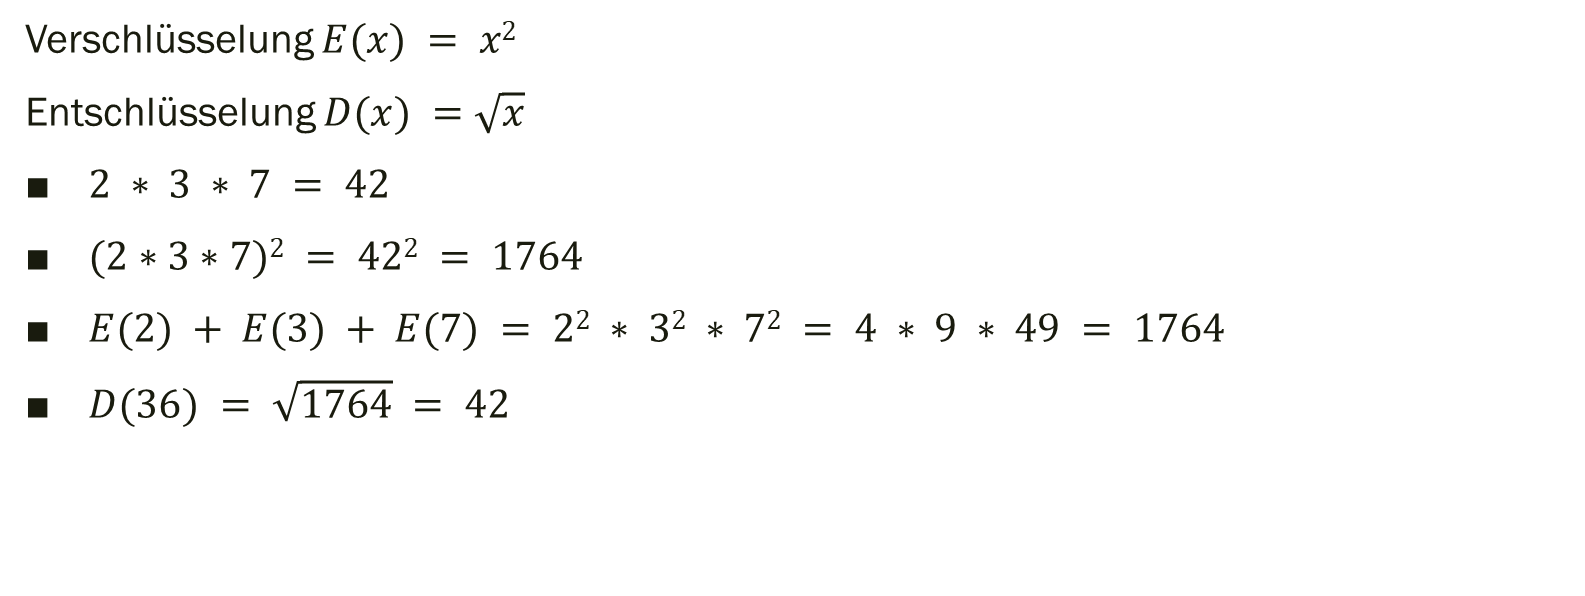 Verschlüsselung E(x) = x²
Entschlüsselung D(x) = √x
■ 2 * 3 * 7 = 42
■ (2 * 3 * 7)² = 42² = 1764
■ E(2) + E(3) + E(7) = 2² * 3² * 7² = 4 * 9 * 49 = 1764
■ D(36) = √1764 = 42